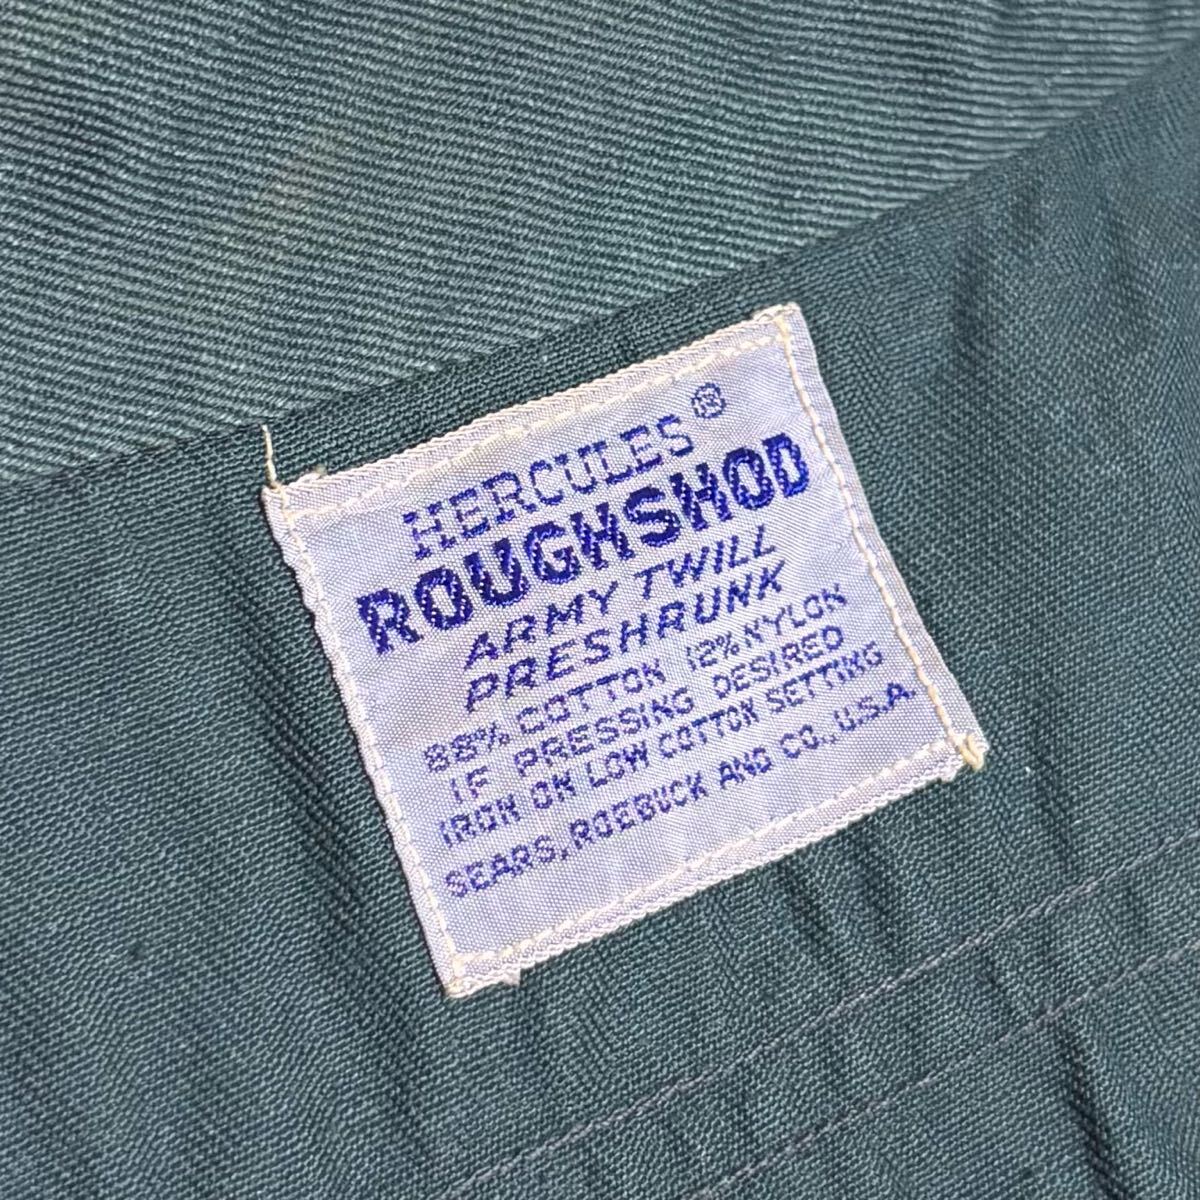 HERCULES®
ROUGHSHOD
ARMY TWILL
PRESHRUNK
88% COTTON 12% NYLON
IF PRESSING DESIRED
IRON ON LOW COTTON SETTING
SEARS, ROEBUCK AND CO., U.S.A.